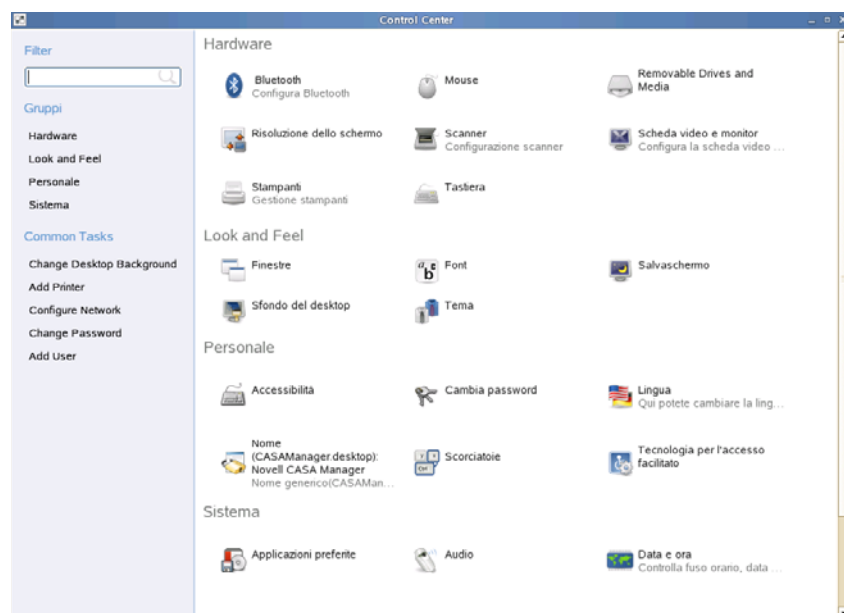 Control Center
Filter
Gruppi
Hardware
Look and Feel
Personale
Sistema
Common Tasks
Change Desktop Background
Add Printer
Configure Network
Change Password
Add User
Hardware
Bluetooth
Configura Bluetooth
Mouse
Removable Drives and
Media
Risoluzione dello schermo
Scanner
Configurazione scanner
Scheda video e monitor
Configura la scheda video ...
Stampanti
Gestione stampanti
Tastiera
Look and Feel
Finestre
Font
Salvaschermo
Sfondo del desktop
Tema
Personale
Accessibilità
Cambia password
Lingua
Qui potete cambiare la ling...
Nome
(CASAManager.desktop):
Novell CASA Manager
Nome generico(CASAMan...
Scorciatoie
Tecnologia per l'accesso
facilitato
Sistema
Applicazioni preferite
Audio
Data e ora
Controlla fuso orario, data ...